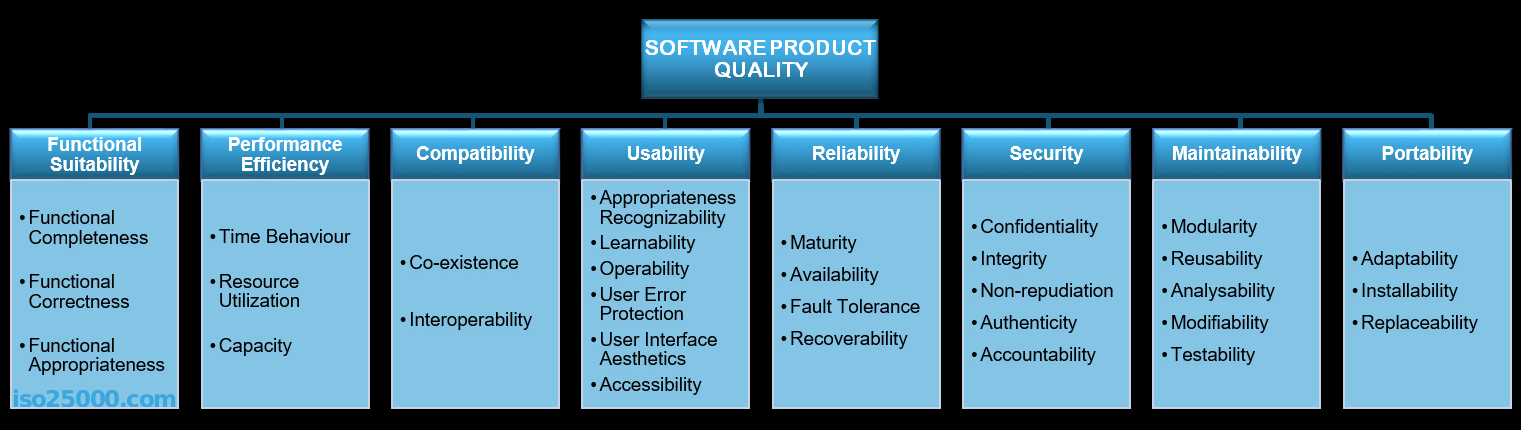 SOFTWARE PRODUCT
QUALITY
Functional
Suitability
• Functional
Completeness
• Functional
Correctness
• Functional
Appropriateness
iso25000.com
Performance
Efficiency
• Time Behaviour
• Resource
Utilization
• Capacity
Compatibility
• Co-existence
• Interoperability
Usability
• Appropriateness
Recognizability
• Learnability
• Operability
• User Error
Protection
• User Interface
Aesthetics
• Accessibility
Reliability
• Maturity
• Availability
• Fault Tolerance
• Recoverability
Security
• Confidentiality
• Integrity
• Non-repudiation
• Authenticity
• Accountability
Maintainability
• Modularity
• Reusability
• Analysability
• Modifiability
• Testability
Portability
• Adaptability
• Installability
• Replaceability